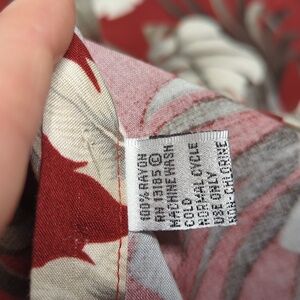 100% RAYON
RN 13185 ©
MACHINE WASH
COLD
NORMAL CYCLE
USE ONLY
NON-CHLORINE